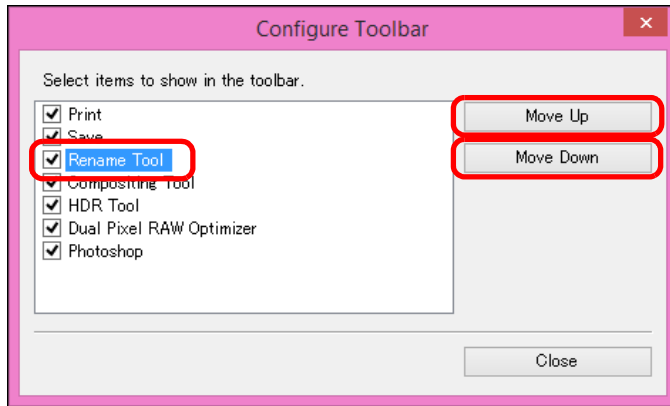 Configure Toolbar
Select items to show in the toolbar.
Print
Save
Rename Tool
Compositing Tool
HDR Tool
Dual Pixel RAW Optimizer
Photoshop
Move Up
Move Down
Close